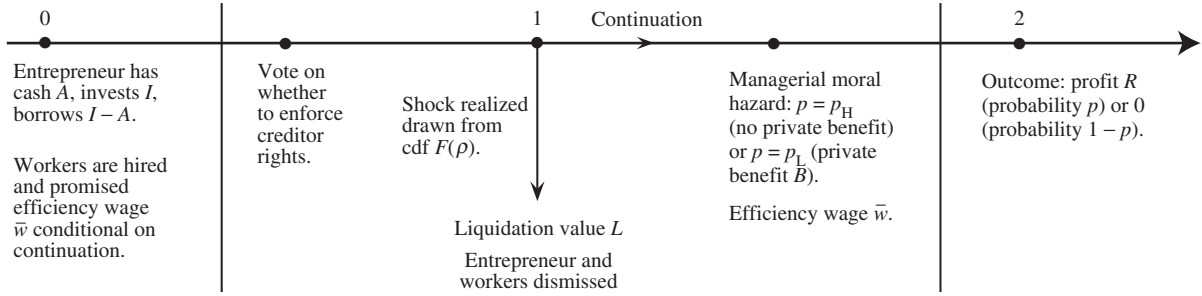 0
1
Continuation
2
Entrepreneur has
cash A, invests I,
borrows I − A.
Workers are hired
and promised
efficiency wage
w̄ conditional on
continuation.
Vote on
whether
to enforce
creditor
rights.
Shock realized
drawn from
cdf F(ρ).
Liquidation value L
Entrepreneur and
workers dismissed
Managerial moral
hazard: p = p_H
(no private benefit)
or p = p_L (private
benefit B).
Efficiency wage w̄.
Outcome: profit R
(probability p) or 0
(probability 1 − p).